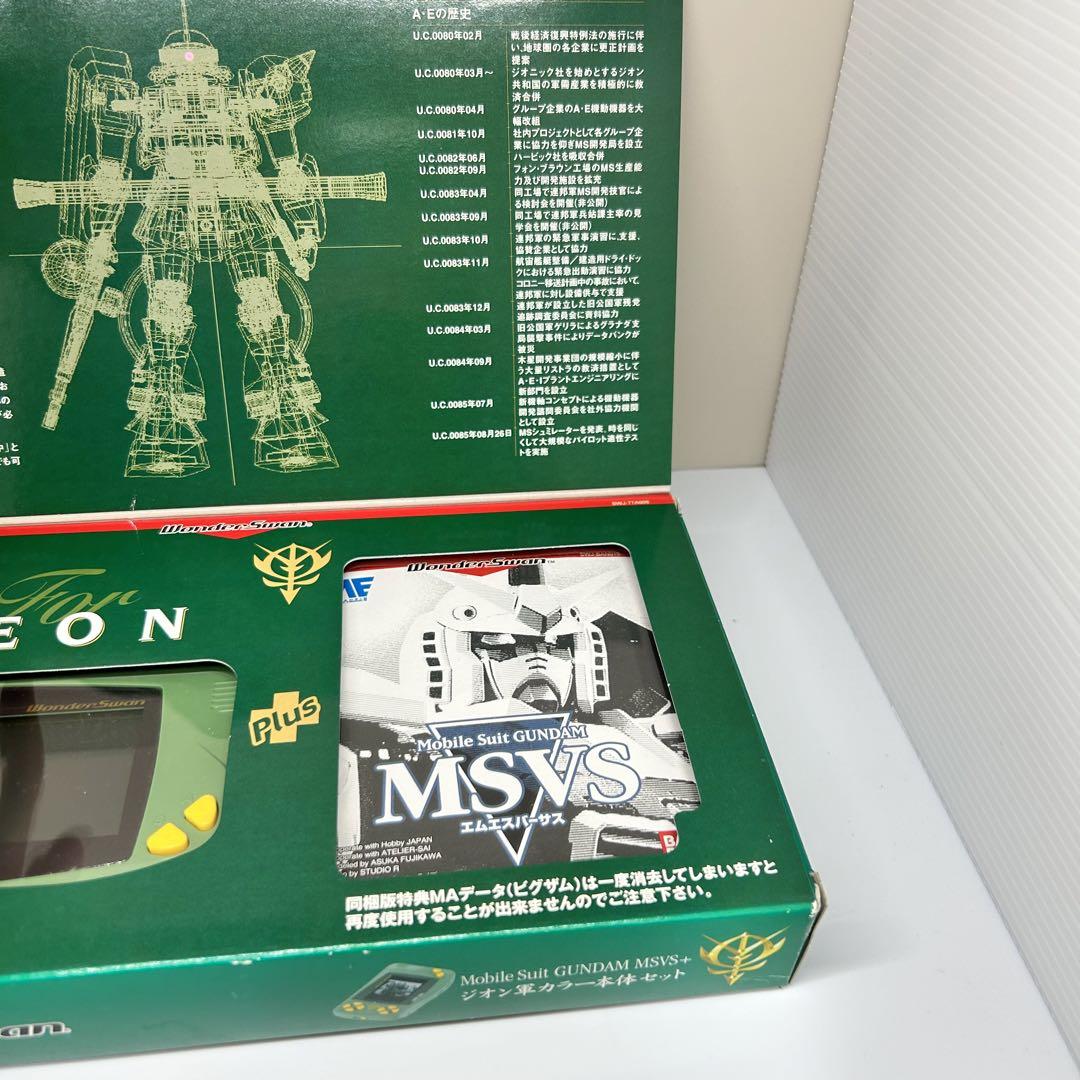 A・Eの歴史
U.C.0080年02月 戦後経済復興特例法の施行に伴
い、地球圏の各企業に更正計画を
提案
U.C.0080年03月〜 ジオニック社を始めとするジオン
共和国の軍需産業を積極的に救
済合併
U.C.0080年04月 グループ企業のA・E機動機器を大
幅改組
U.C.0081年10月 社内プロジェクトとして各グループ企
業に協力を仰ぎMS開発局を設立
U.C.0082年06月 ハービック社を吸収合併
U.C.0082年09月 フォン・ブラウン工場のMS生産能
力及び開発施設を拡充
U.C.0083年04月 同工場で連邦軍MS開発技官によ
る検討会を開催(非公開)
U.C.0083年09月 同工場で連邦軍兵站課主宰の見
学会を開催(非公開)
U.C.0083年10月 連邦軍の緊急軍事演習に、支援、
協賛企業として協力
U.C.0083年11月 航宙艦艇整備/建造用ドライ・ドッ
クにおける緊急出動演習に協力
コロニー移送計画中の事故において、
連邦軍に対し設備供与で支援
U.C.0083年12月 連邦軍が設立した旧公国軍残党
追跡調査委員会に資料協力
U.C.0084年03月 旧公国軍ゲリラによるグラナダ支
局襲撃事件によりデータバンクが
被災
U.C.0084年09月 木星開発事業団の規模縮小に伴
う大量リストラの救済措置として
A・E・Iプラントエンジニアリングに
新部門を設立
U.C.0085年07月 新機軸コンセプトによる機動機器
開発諮問委員会を社外協力機関
として設立
U.C.0085年08月26日 MSシュミレーターを発表。時を同じ
くして大規模なパイロット適性テス
トを実施
お
の
が必
」と
でも可
WonderSwan
For
EON
WonderSwan
Plus
WonderSwan™
AE
Mobile Suit GUNDAM
MSVS
エムエスバーサス
erate with Hobby JAPAN
erate with ATELIER-SAI
eled by ASUKA FUJIKAWA
by STUDIO R
B
同梱版特典MAデータ(ビグザム)は一度消去してしまいますと
再度使用することが出来ませんのでご注意下さい。
Mobile Suit GUNDAM MSVS+
ジオン軍カラー本体セット
an